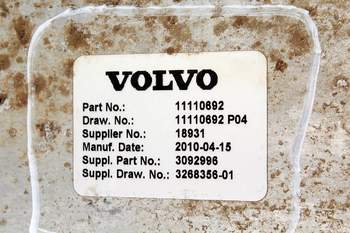 VOLVO
Part No.: 11110692
Draw. No.: 11110692 P04
Supplier No.: 18931
Manuf. Date: 2010-04-15
Suppl. Part No.: 3092996
Suppl. Draw. No.: 3268356-01